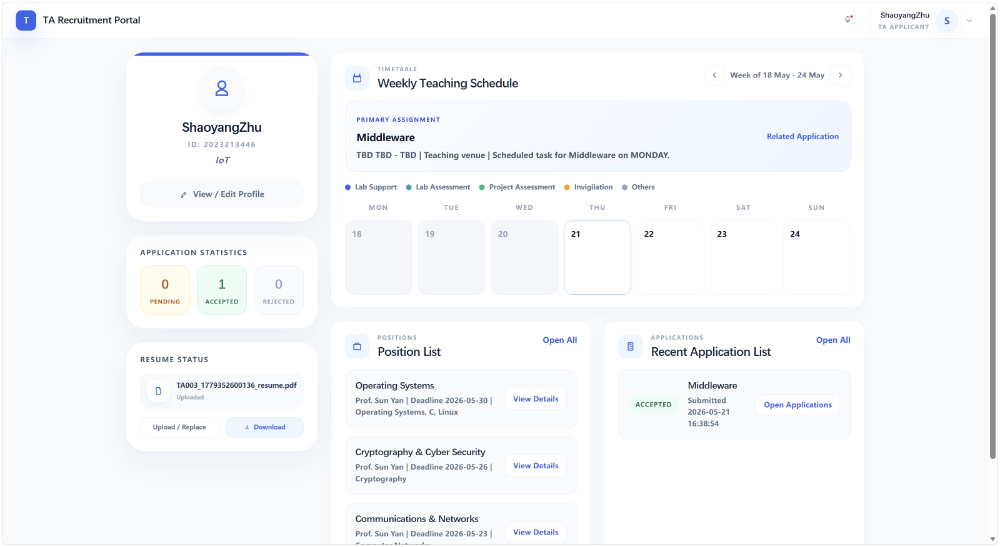 T
TA Recruitment Portal
ShaoyangZhu
TA APPLICANT
S
ShaoyangZhu
ID: 2023213446
IoT
View / Edit Profile
APPLICATION STATISTICS
0
PENDING
1
ACCEPTED
0
REJECTED
RESUME STATUS
TA003_1779352600136_resume.pdf
Uploaded
Upload / Replace
Download
TIMETABLE
Weekly Teaching Schedule
Week of 18 May - 24 May
PRIMARY ASSIGNMENT
Middleware
TBD TBD - TBD | Teaching venue | Scheduled task for Middleware on MONDAY.
Related Application
Lab Support
Lab Assessment
Project Assessment
Invigilation
Others
MON TUE WED THU FRI SAT SUN
18 19 20 21 22 23 24
POSITIONS
Position List
Open All
Operating Systems
Prof. Sun Yan | Deadline 2026-05-30 |
Operating Systems, C, Linux
View Details
Cryptography & Cyber Security
Prof. Sun Yan | Deadline 2026-05-26 |
Cryptography
View Details
Communications & Networks
Prof. Sun Yan | Deadline 2026-05-23 |
Computer Networks
View Details
APPLICATIONS
Recent Application List
Open All
ACCEPTED
Middleware
Submitted
2026-05-21
16:38:54
Open Applications